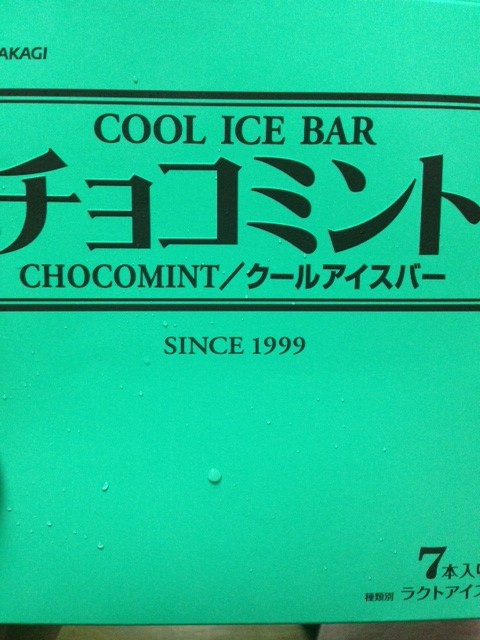 AKAGI
COOL ICE BAR
チョコミント
CHOCOMINT/クールアイスバー
SINCE 1999
7本入り
種類別 ラクトアイス